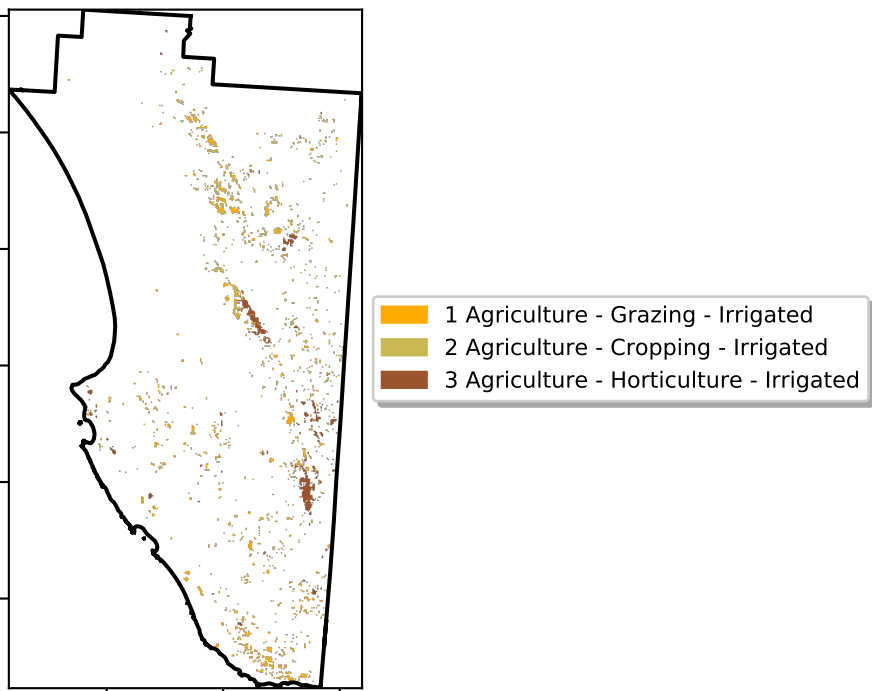 1 Agriculture - Grazing - Irrigated
2 Agriculture - Cropping - Irrigated
3 Agriculture - Horticulture - Irrigated